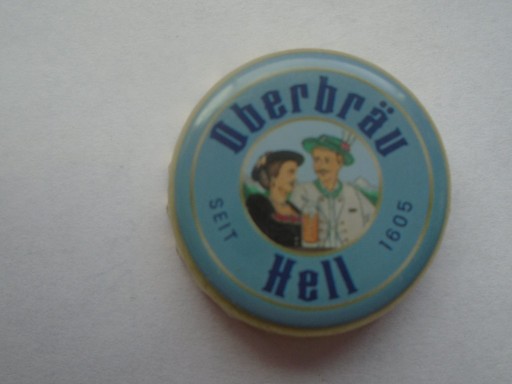 Oberbräu
SEIT 1605
Hell